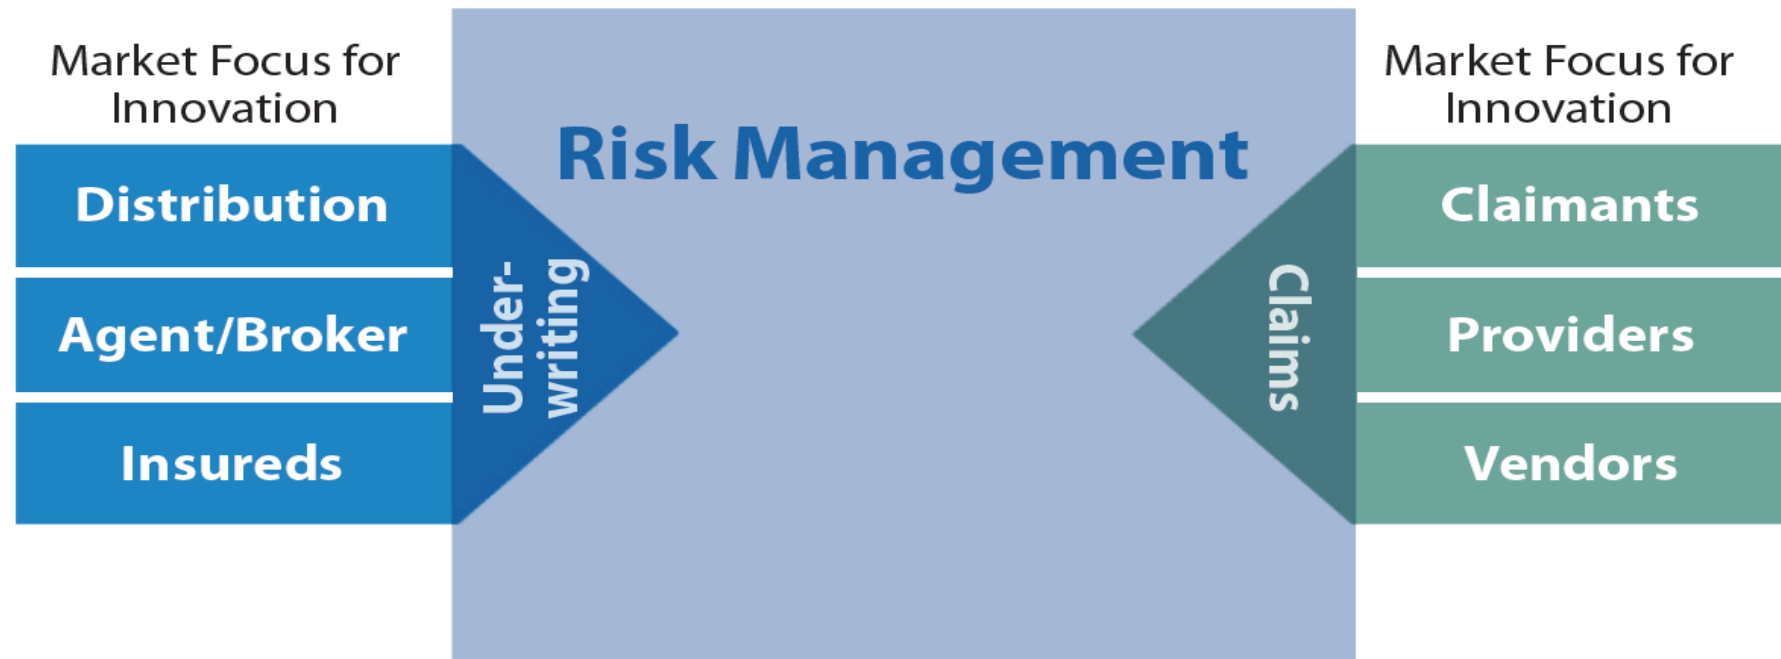 Market Focus for
Innovation
Distribution
Agent/Broker
Insureds
Under-
writing
Risk Management
Claims
Market Focus for
Innovation
Claimants
Providers
Vendors